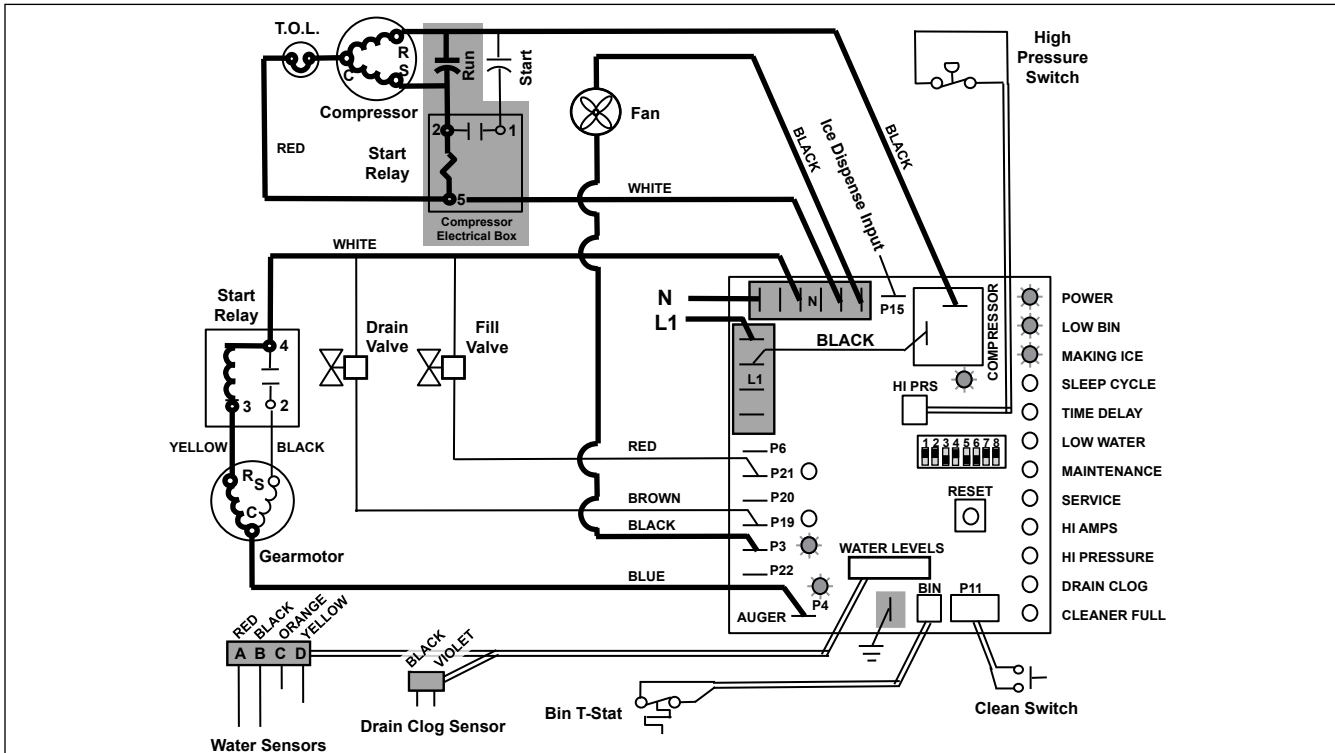 T.O.L.
R
S
C
Compressor
Run
Start
2
1
5
Start
Relay
Compressor
Electrical Box
RED
WHITE
Fan
BLACK
Ice Dispense Input
BLACK
High
Pressure
Switch
WHITE
Start
Relay
4
3
2
YELLOW
BLACK
R
S
C
Gearmotor
Drain
Valve
Fill
Valve
N
L1
N
P15
BLACK
L1
COMPRESSOR
HI PRS
POWER
LOW BIN
MAKING ICE
SLEEP CYCLE
TIME DELAY
LOW WATER
MAINTENANCE
SERVICE
HI AMPS
HI PRESSURE
DRAIN CLOG
CLEANER FULL
1 2 3 4 5 6 7 8
RESET
RED
BROWN
BLACK
BLUE
P6
P21
P20
P19
P3
P22
P4
AUGER
WATER LEVELS
BIN
P11
RED
BLACK
ORANGE
YELLOW
A B C D
Water Sensors
BLACK
VIOLET
Drain Clog Sensor
Bin T-Stat
Clean Switch